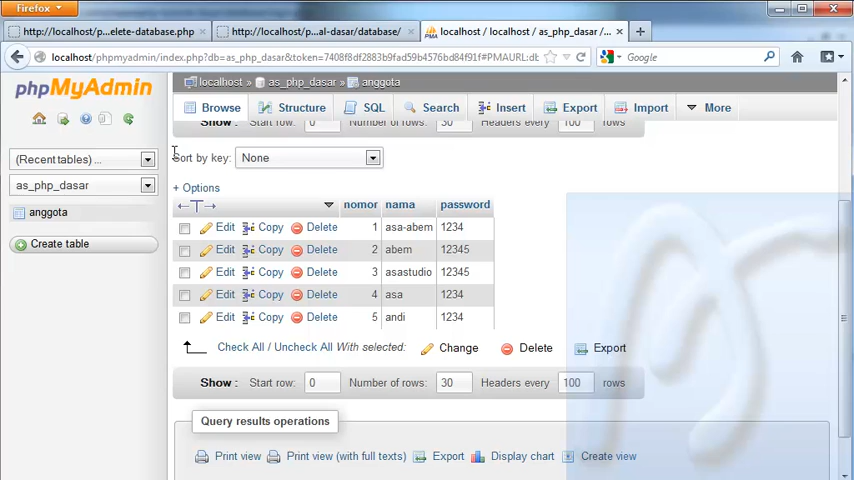 Firefox
http://localhost/p...elete-database.php
http://localhost/p...al-dasar/database/
localhost / localhost / as_php_dasar /...
localhost/phpmyadmin/index.php?db=as_php_dasar&token=7408f8df2883b9fad59b4576bd84f91f#PMAURL:db
Google
phpMyAdmin
(Recent tables) ...
as_php_dasar
anggota
Create table
localhost » as_php_dasar » anggota
Browse Structure SQL Search Insert Export Import More
Show : Start row: 0 Number of rows: 30 Headers every 100 rows
Sort by key: None
+ Options
nomor nama password
Edit Copy Delete 1 asa-abem 1234
Edit Copy Delete 2 abem 12345
Edit Copy Delete 3 asastudio 12345
Edit Copy Delete 4 asa 1234
Edit Copy Delete 5 andi 1234
Check All / Uncheck All With selected: Change Delete Export
Show : Start row: 0 Number of rows: 30 Headers every 100 rows
Query results operations
Print view Print view (with full texts) Export Display chart Create view